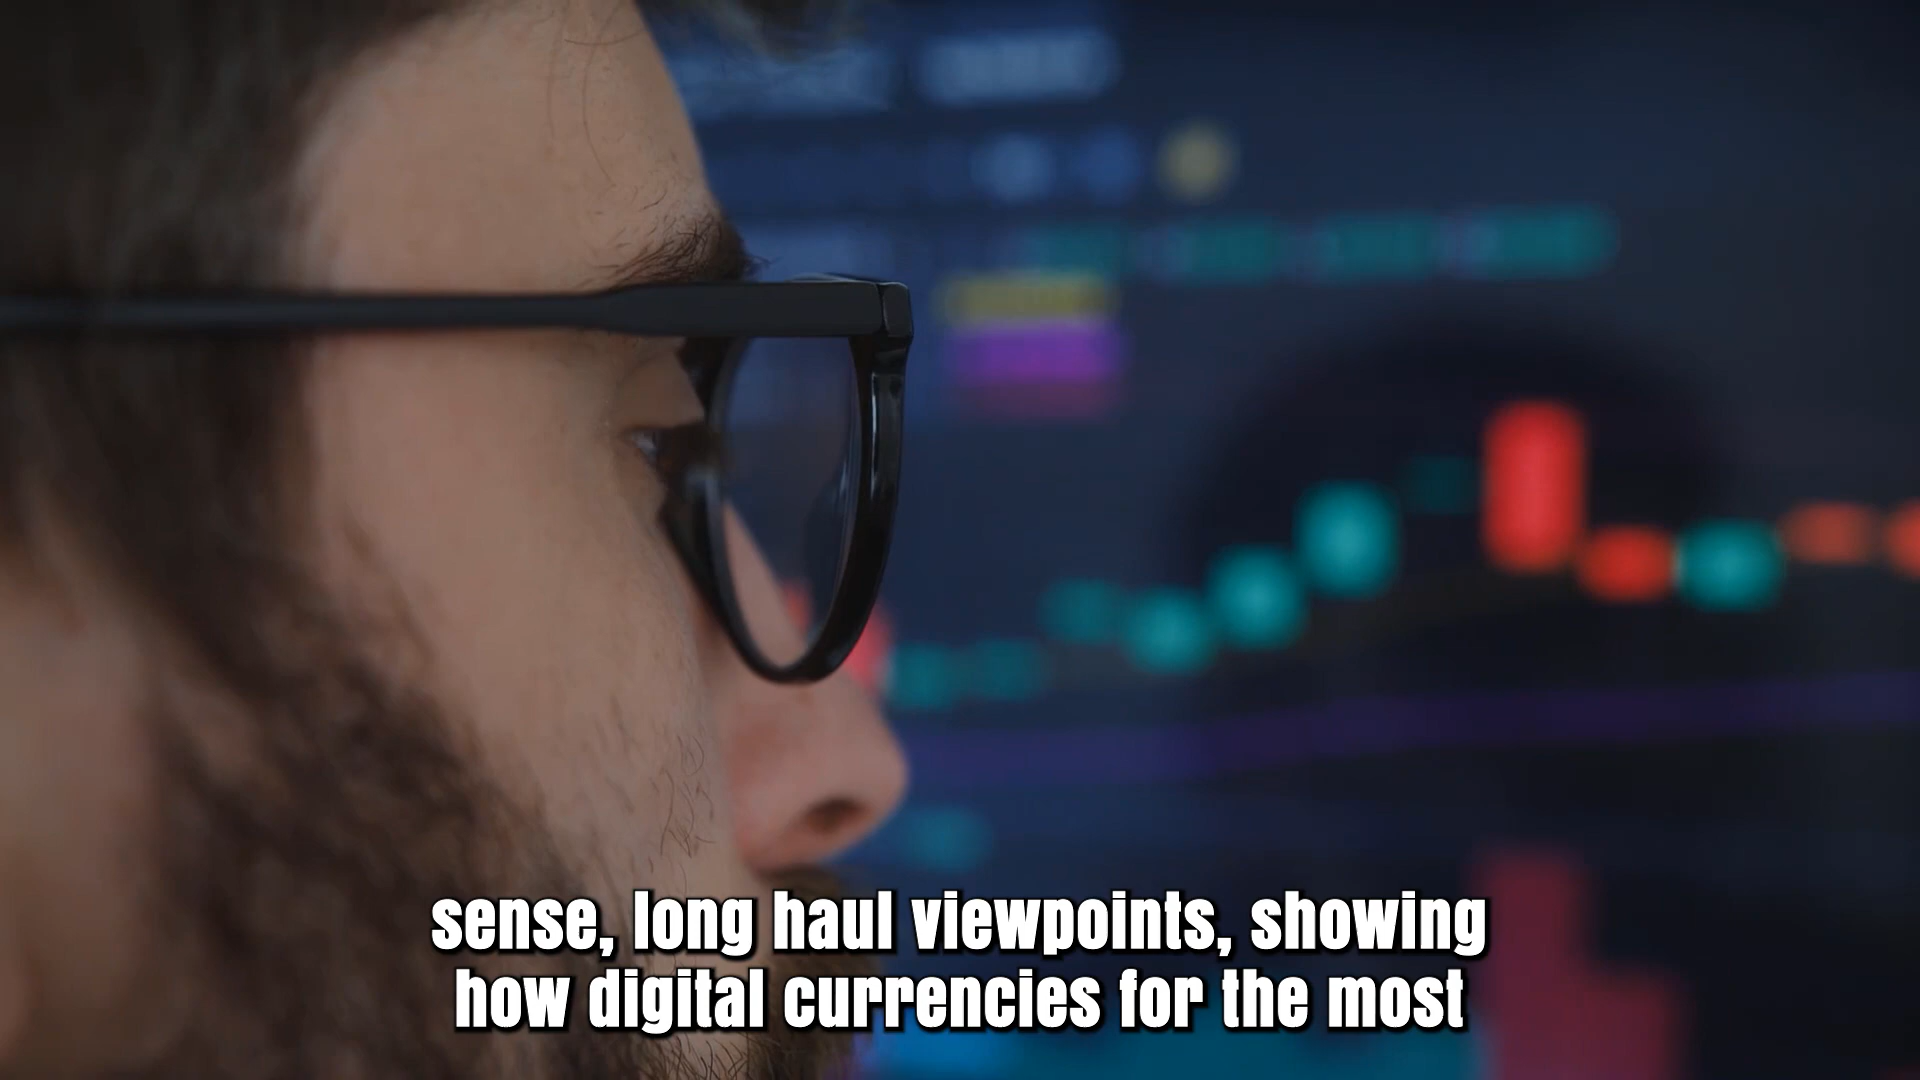 sense, long haul viewpoints, showing
how digital currencies for the most